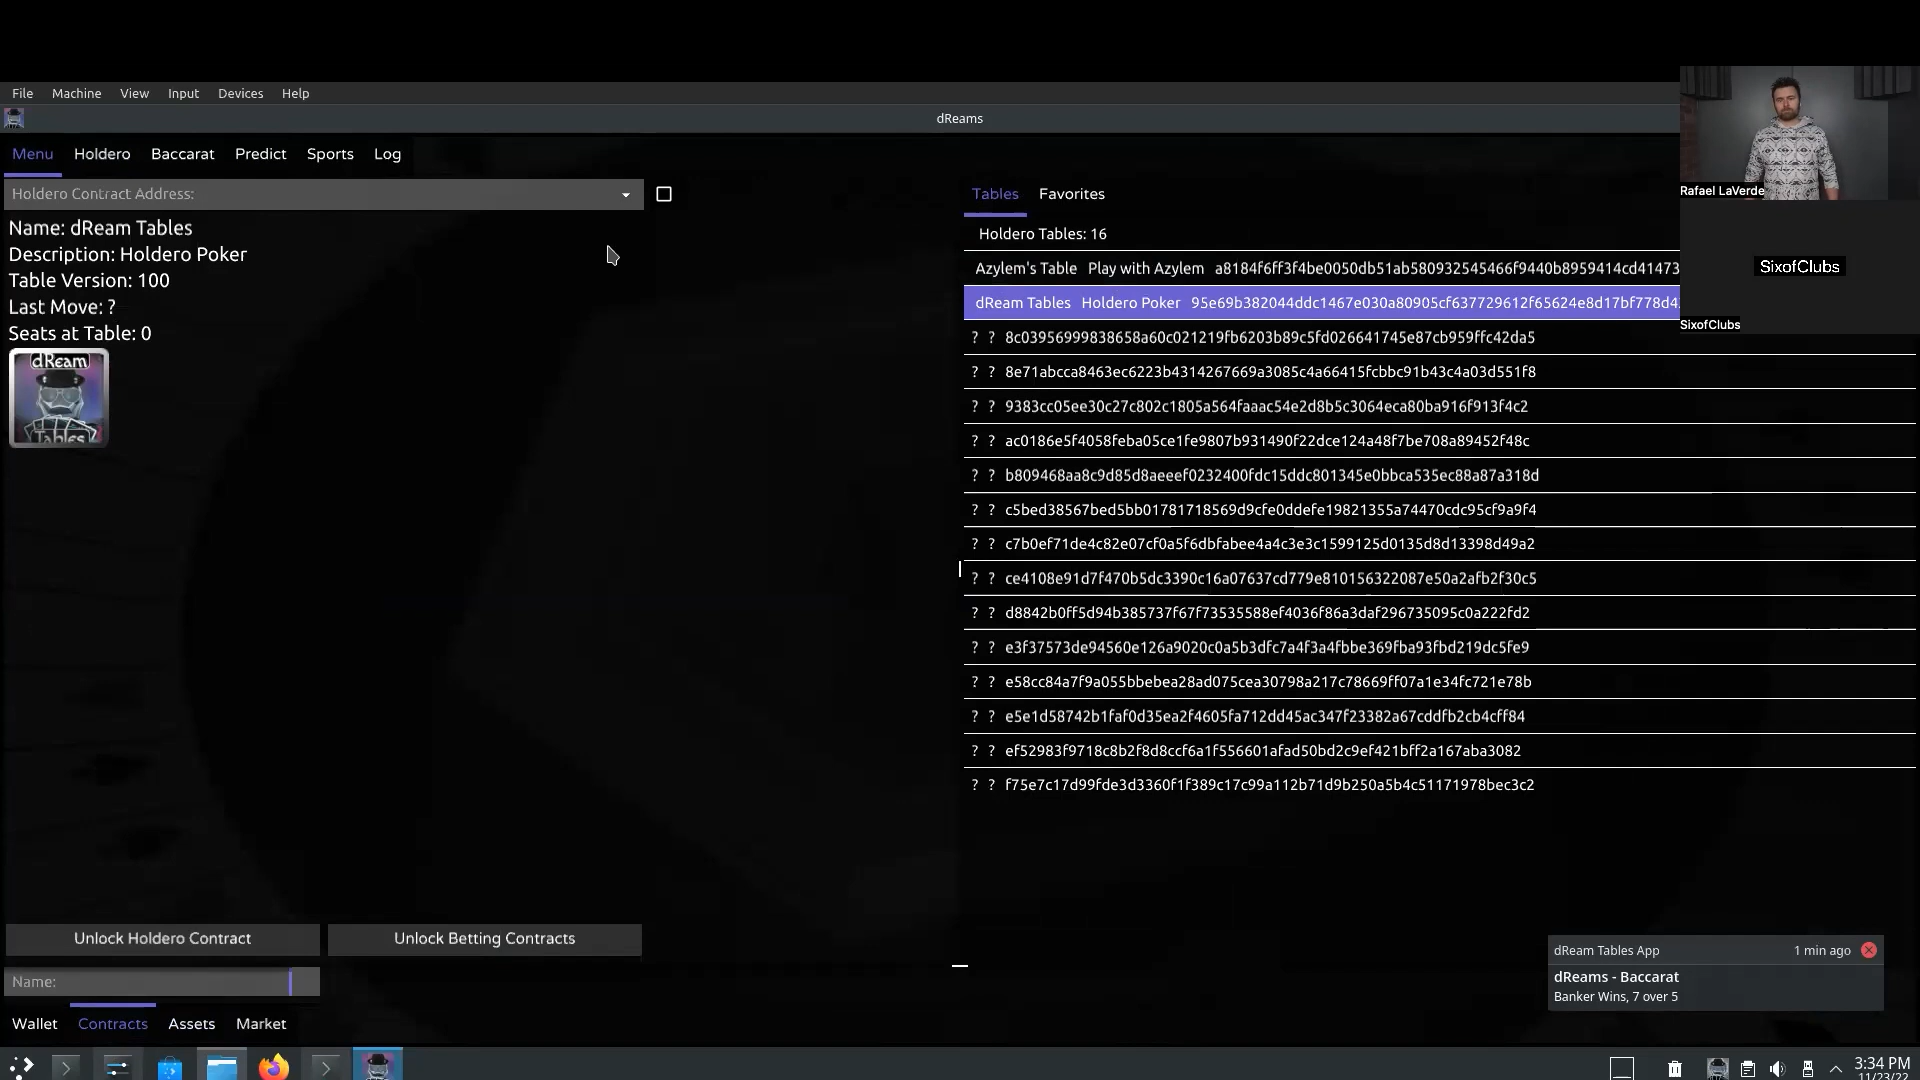 File Machine View Input Devices Help
dReams
Menu Holdero Baccarat Predict Sports Log
Rafael LaVerde
Holdero Contract Address:
Tables Favorites
Name: dReam Tables
Description: Holdero Poker
Table Version: 100
Last Move: ?
Seats at Table: 0
dReam
Tables
Holdero Tables: 16
Azylem's Table Play with Azylem a8184f6ff3f4be0050db51ab580932545466f9440b8959414cd41473
dReam Tables Holdero Poker 95e69b382044ddc1467e030a80905cf637729612f65624e8d17bf778d4
SixofClubs
SixofClubs
? ? 8c03956999838658a60c021219fb6203b89c5fd026641745e87cb959ffc42da5
? ? 8e71abcca8463ec6223b4314267669a3085c4a66415fcbbc91b43c4a03d551f8
? ? 9383cc05ee30c27c802c1805a564faaac54e2d8b5c3064eca80ba916f913f4c2
? ? ac0186e5f4058feba05ce1fe9807b931490f22dce124a48f7be708a89452f48c
? ? b809468aa8c9d85d8aeeef0232400fdc15ddc801345e0bbca535ec88a87a318d
? ? c5bed38567bed5bb01781718569d9cfe0ddefe19821355a74470cdc95cf9a9f4
? ? c7b0ef71de4c82e07cf0a5f6dbfabee4a4c3e3c1599125d0135d8d13398d49a2
? ? ce4108e91d7f470b5dc3390c16a07637cd779e810156322087e50a2afb2f30c5
? ? d8842b0ff5d94b385737f67f73535588ef4036f86a3daf296735095c0a222fd2
? ? e3f37573de94560e126a9020c0a5b3dfc7a4f3a4fbbe369fba93fbd219dc5fe9
? ? e58cc84a7f9a055bbebea28ad075cea30798a217c78669ff07a1e34fc721e78b
? ? e5e1d58742b1faf0d35ea2f4605fa712dd45ac347f23382a67cddfb2cb4cff84
? ? ef52983f9718c8b2f8d8ccf6a1f556601afad50bd2c9ef421bff2a167aba3082
? ? f75e7c17d99fde3d3360f1f389c17c99a112b71d9b250a5b4c51171978bec3c2
Unlock Holdero Contract Unlock Betting Contracts
Name:
Wallet Contracts Assets Market
dReam Tables App 1 min ago
dReams - Baccarat
Banker Wins, 7 over 5
3:34 PM
11/23/22